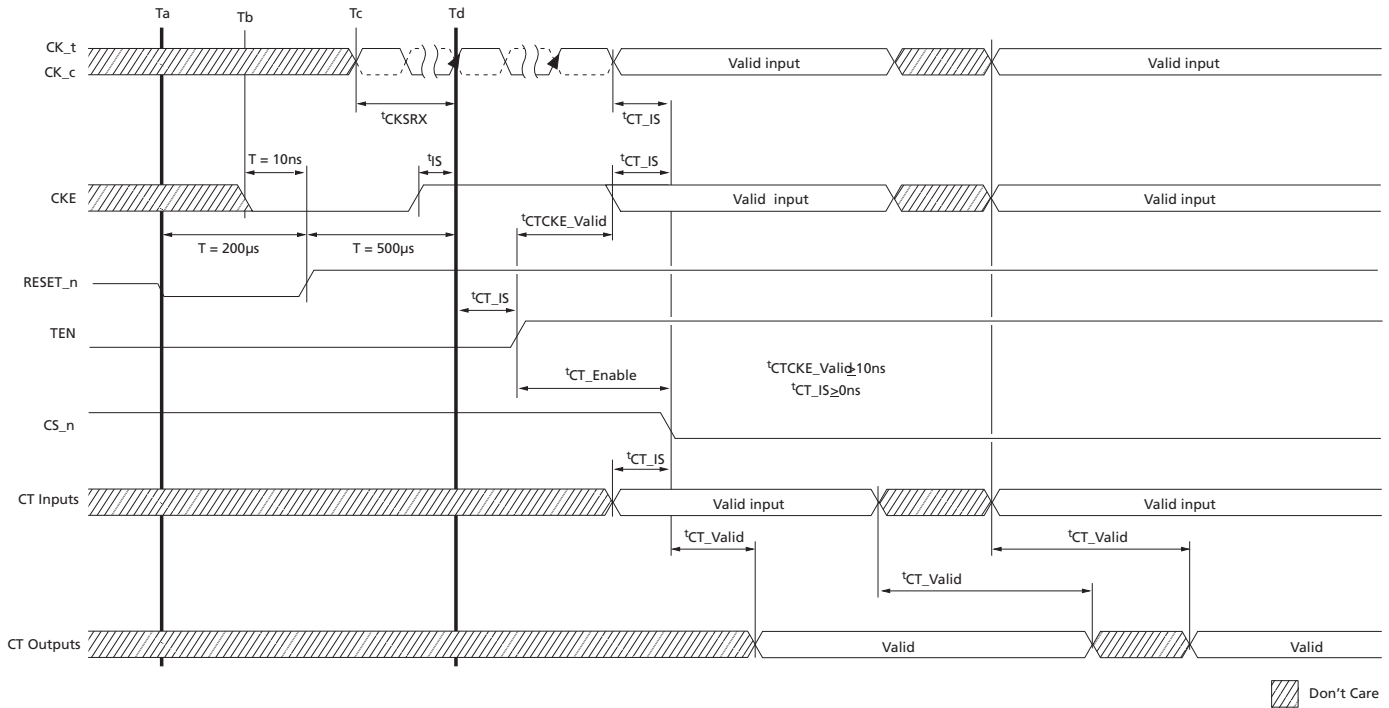 Ta
Tb
Tc
Td
CK_t
CK_c
Valid input
Valid input
tCKSRX
tCT_IS
T = 10ns
tIS
tCT_IS
CKE
Valid input
Valid input
tCTCKE_Valid
T = 200µs
T = 500µs
RESET_n
tCT_IS
TEN
tCT_Enable
tCTCKE_Valid≥10ns
tCT_IS≥0ns
CS_n
tCT_IS
CT Inputs
Valid input
Valid input
tCT_Valid
tCT_Valid
tCT_Valid
CT Outputs
Valid
Valid
Don't Care